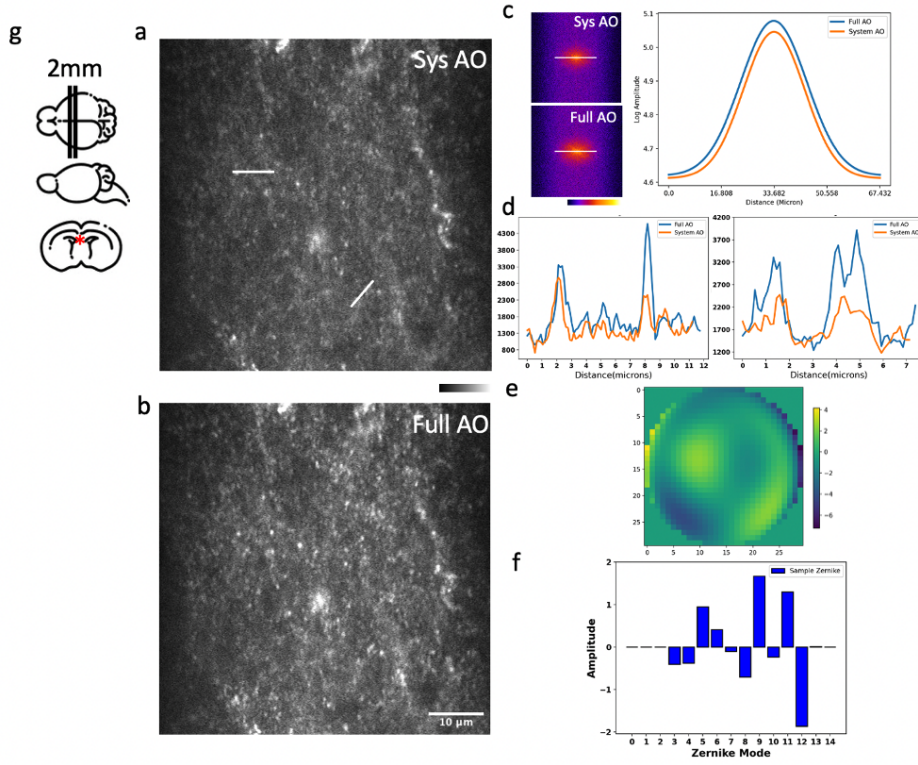 g
2mm
a
Sys AO
b
Full AO
10 μm
c
Sys AO
Full AO
5.1
5.0
4.9
4.8
4.7
4.6
Log Amplitude
Full AO
System AO
0.0 16.808 33.682 50.558 67.432
Distance (Micron)
d
4300
3800
3300
2800
2300
1800
1300
800
Full AO
System AO
0 1 2 3 4 5 6 7 8 9 10 11 12
Distance(microns)
4200
3700
3200
2700
2200
1700
1200
Full AO
System AO
0 1 2 3 4 5 6 7
Distance(microns)
e
0
5
10
15
20
25
0 5 10 15 20 25
4
2
0
−2
−4
−6
f
2
1
0
−1
−2
Amplitude
Sample Zernike
0 1 2 3 4 5 6 7 8 9 10 11 12 13 14
Zernike Mode